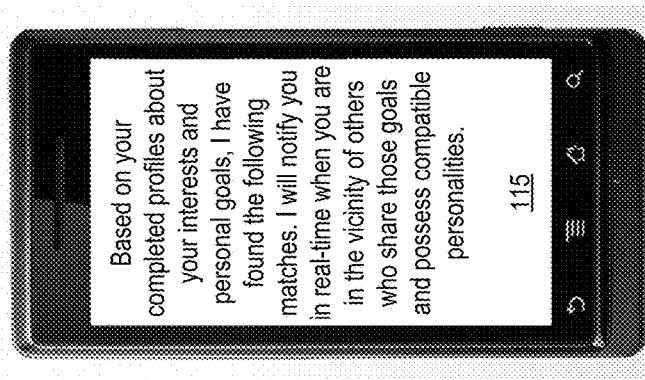 Based on your
completed profiles about
your interests and
personal goals, I have
found the following
matches. I will notify you
in real-time when you are
in the vicinity of others
who share those goals
and possess compatible
personalities.
115